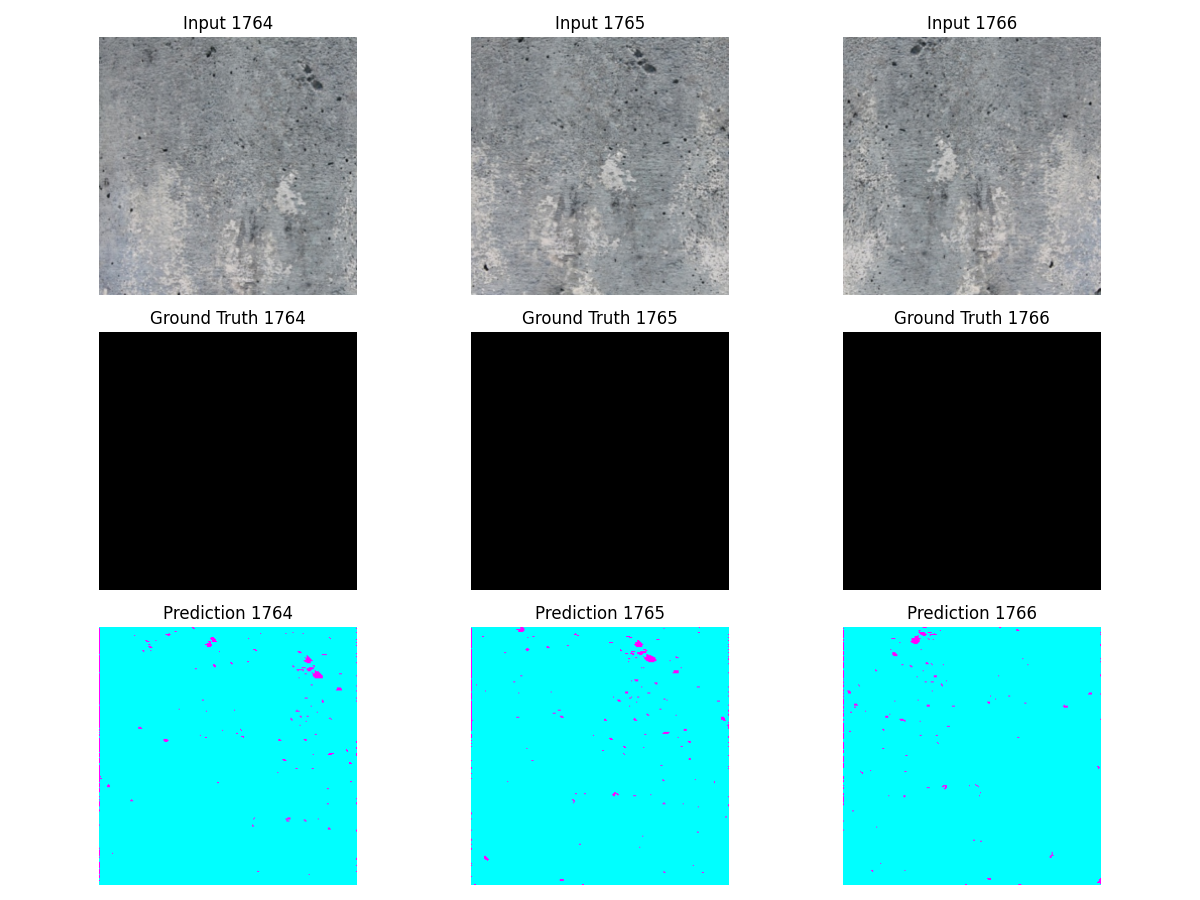 Input 1764
Input 1765
Input 1766
Ground Truth 1764
Ground Truth 1765
Ground Truth 1766
Prediction 1764
Prediction 1765
Prediction 1766